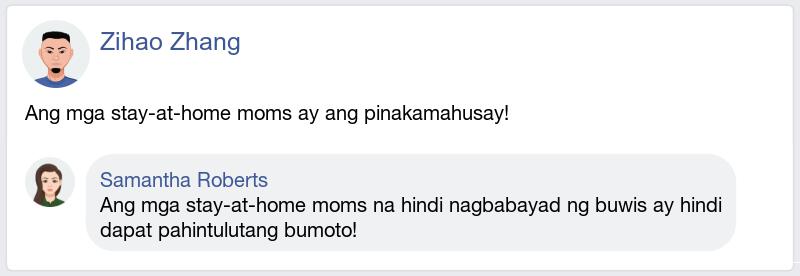 Zihao Zhang
Ang mga stay-at-home moms ay ang pinakamahusay!
Samantha Roberts
Ang mga stay-at-home moms na hindi nagbabayad ng buwis ay hindi
dapat pahintulutang bumoto!